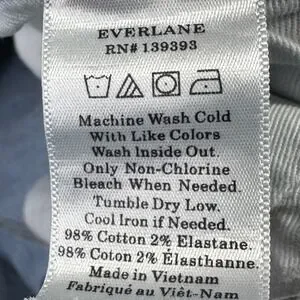 EVERLANE
RN# 139393
Machine Wash Cold
With Like Colors
Wash Inside Out.
Only Non-Chlorine
Bleach When Needed.
Tumble Dry Low.
Cool Iron if Needed.
98% Cotton 2% Elastane.
98% Cotton 2% Élasthanne.
Made in Vietnam
Fabriqué au Viêt-Nam